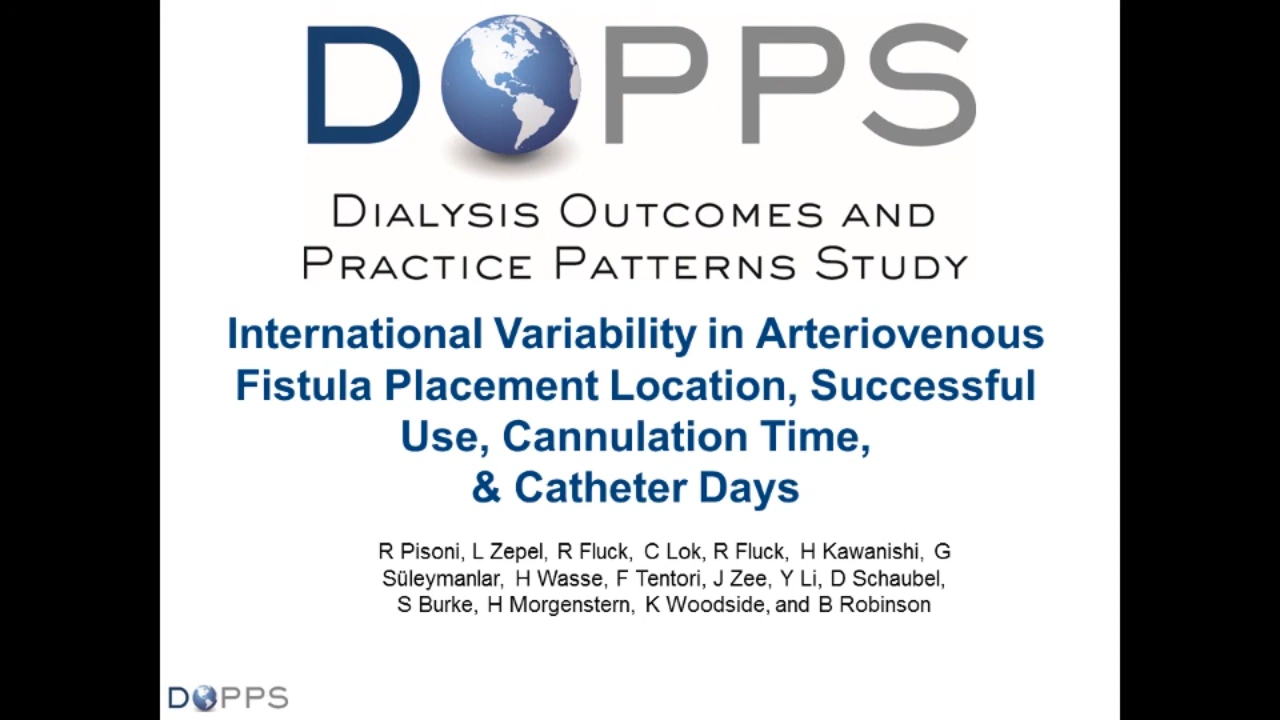 DOPPS
DIALYSIS OUTCOMES AND
PRACTICE PATTERNS STUDY
International Variability in Arteriovenous
Fistula Placement Location, Successful
Use, Cannulation Time,
& Catheter Days
R Pisoni, L Zepel, R Fluck, C Lok, R Fluck, H Kawanishi, G
Süleymanlar, H Wasse, F Tentori, J Zee, Y Li, D Schaubel,
S Burke, H Morgenstern, K Woodside, and B Robinson
DOPPS